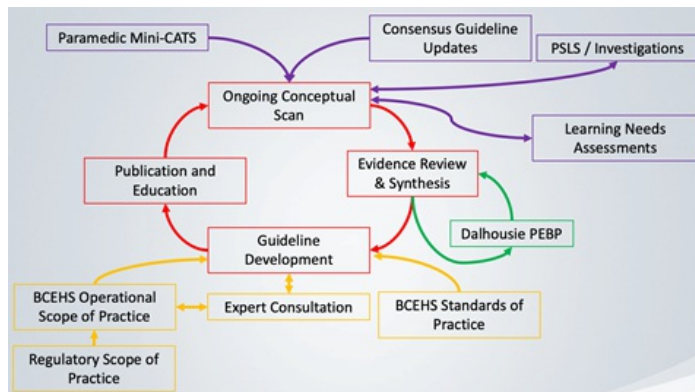 Paramedic Mini-CATS
Consensus Guideline
Updates
PSLS / Investigations
Ongoing Conceptual
Scan
Learning Needs
Assessments
Publication and
Education
Evidence Review
& Synthesis
Dalhousie PEBP
Guideline
Development
BCEHS Operational
Scope of Practice
Expert Consultation
BCEHS Standards of
Practice
Regulatory Scope of
Practice